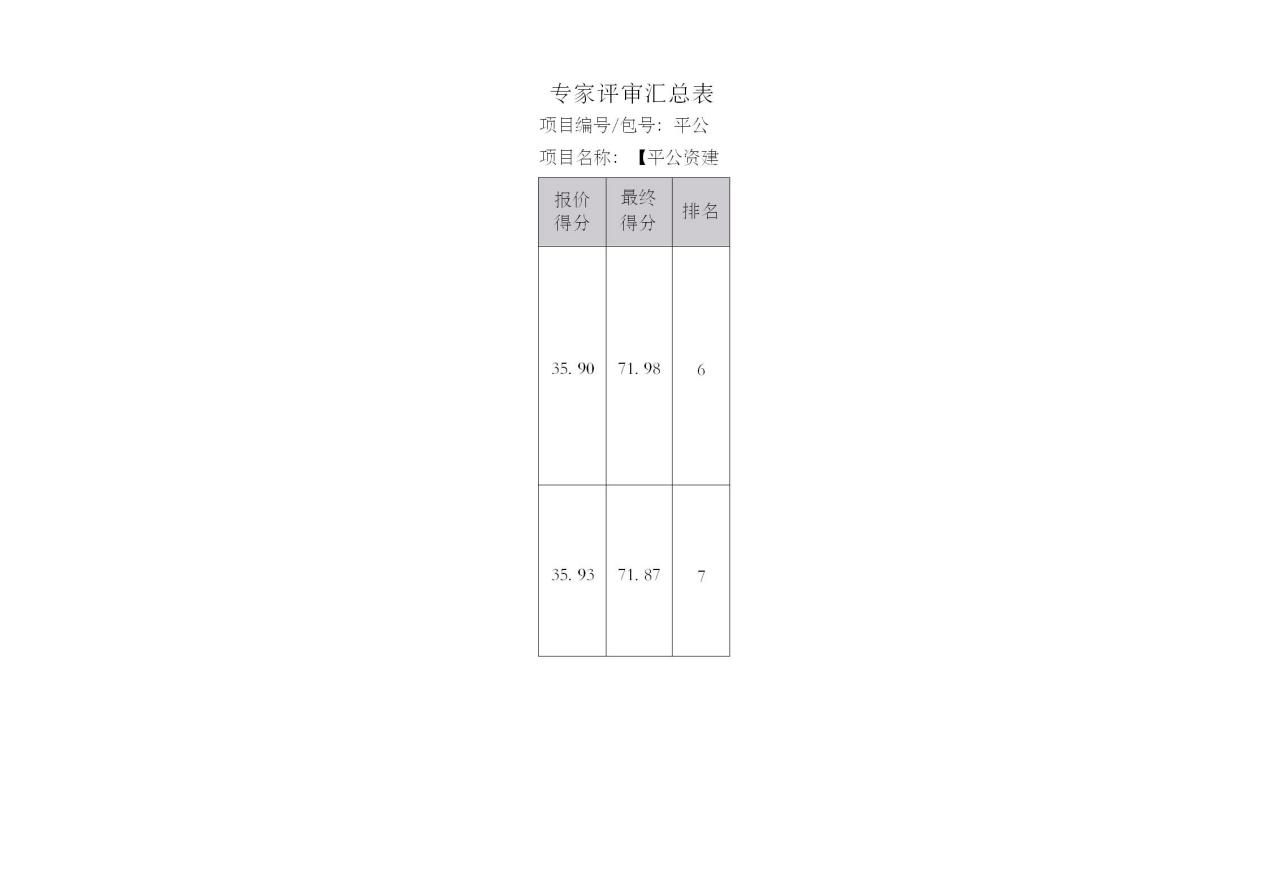 专家评审汇总表
项目编号/包号：平公
项目名称：【平公资建
报价得分 最终得分 排名
35.90 71.98 6
35.93 71.87 7